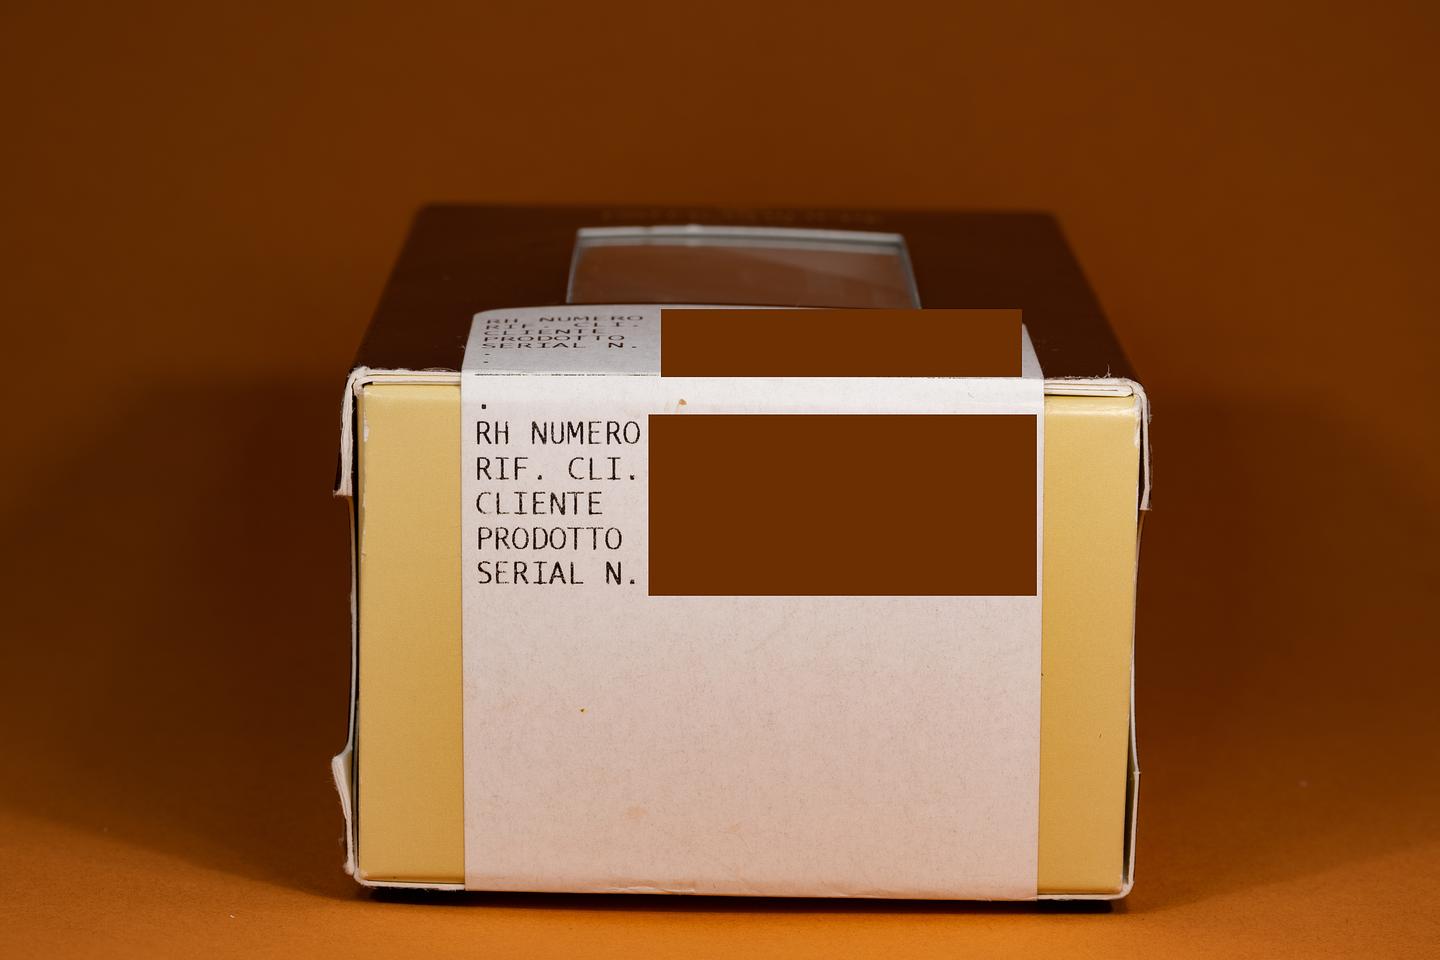 RH NUMERO
RIF. CLI.
CLIENTE
PRODOTTO
SERIAL N.
.
.
.
RH NUMERO
RIF. CLI.
CLIENTE
PRODOTTO
SERIAL N.